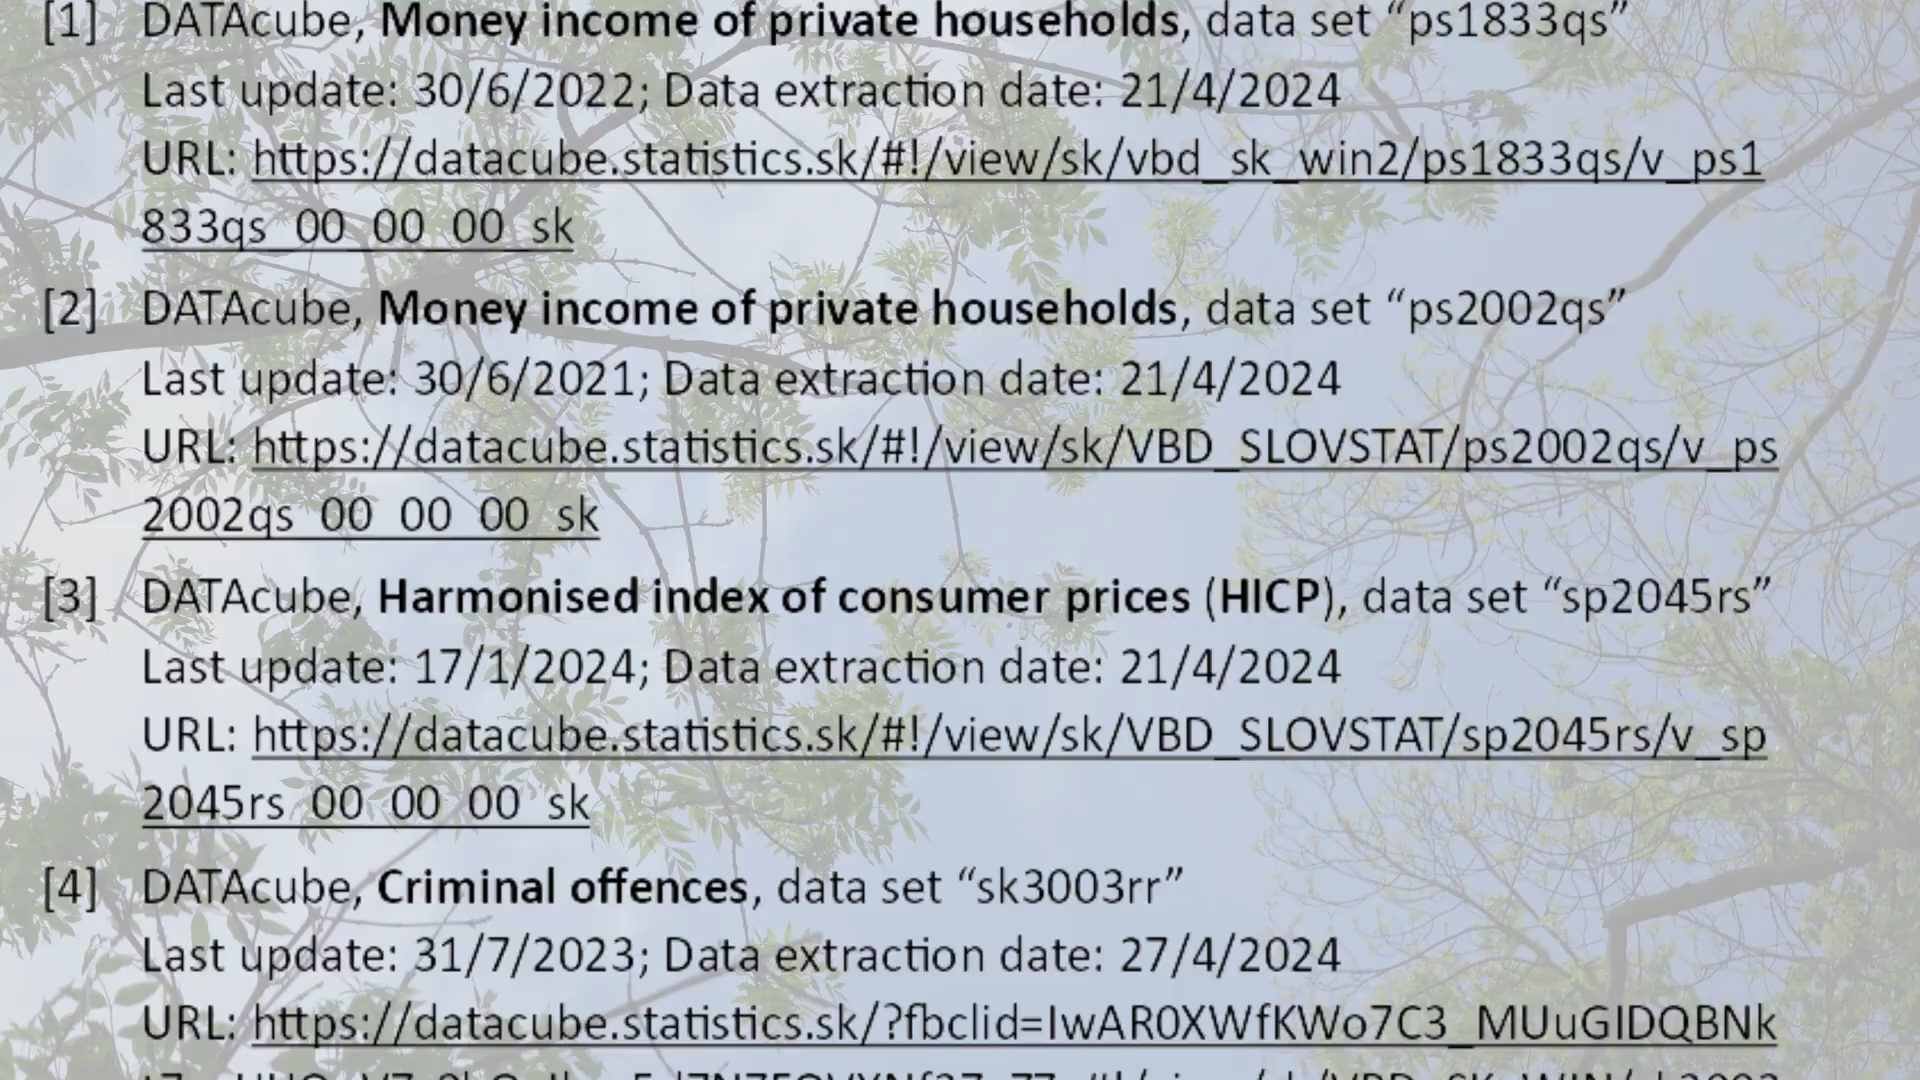 [1] DATAcube, Money income of private households, data set “ps1833qs”
Last update: 30/6/2022; Data extraction date: 21/4/2024
URL: https://datacube.statistics.sk/#!/view/sk/vbd_sk_win2/ps1833qs/v_ps1
833qs_00_00_00_sk
[2] DATAcube, Money income of private households, data set “ps2002qs”
Last update: 30/6/2021; Data extraction date: 21/4/2024
URL: https://datacube.statistics.sk/#!/view/sk/VBD_SLOVSTAT/ps2002qs/v_ps
2002qs_00_00_00_sk
[3] DATAcube, Harmonised index of consumer prices (HICP), data set “sp2045rs”
Last update: 17/1/2024; Data extraction date: 21/4/2024
URL: https://datacube.statistics.sk/#!/view/sk/VBD_SLOVSTAT/sp2045rs/v_sp
2045rs_00_00_00_sk
[4] DATAcube, Criminal offences, data set “sk3003rr”
Last update: 31/7/2023; Data extraction date: 27/4/2024
URL: https://datacube.statistics.sk/?fbclid=IwAR0XWfKWo7C3_MUuGIDQBNk